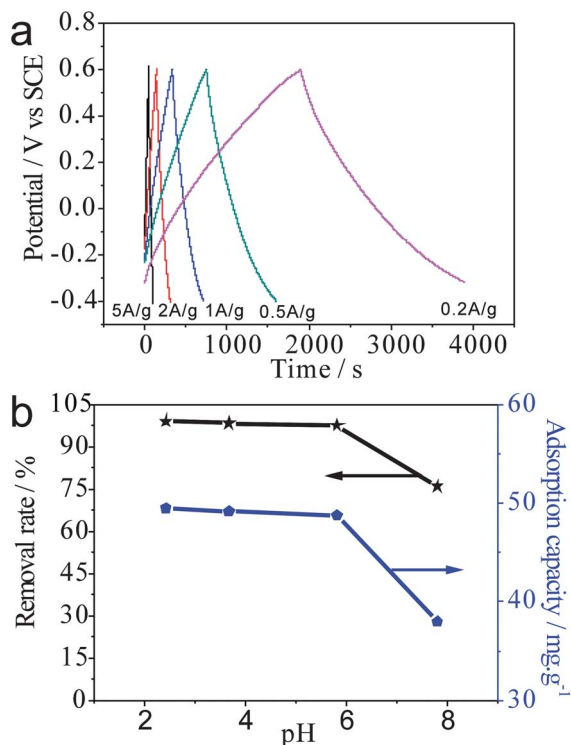 a
Potential / V vs SCE
0.8
0.6
0.4
0.2
0.0
-0.2
-0.4
5A/g 2A/g 1A/g 0.5A/g 0.2A/g
0 1000 2000 3000 4000
Time / s
b
Removal rate / %
105
90
75
60
45
30
15
0
60
50
40
30
Adsorption capacity / mg.g⁻¹
2 4 6 8
pH